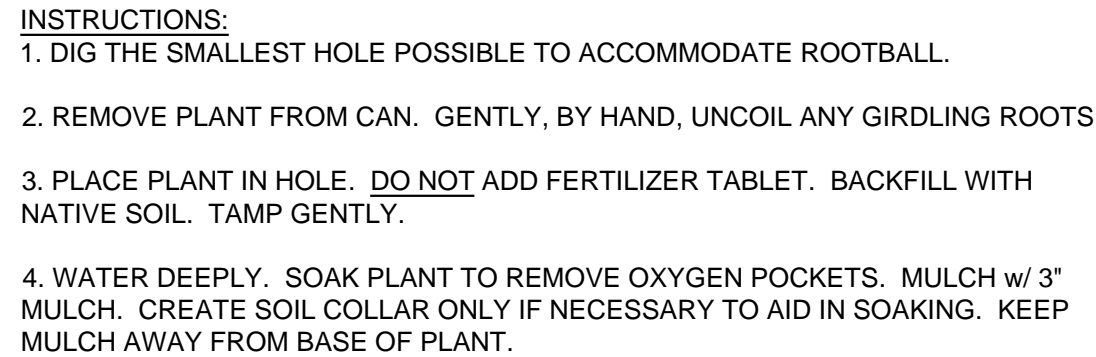 INSTRUCTIONS:
1. DIG THE SMALLEST HOLE POSSIBLE TO ACCOMMODATE ROOTBALL.
2. REMOVE PLANT FROM CAN.  GENTLY, BY HAND, UNCOIL ANY GIRDLING ROOTS
3. PLACE PLANT IN HOLE.  DO NOT ADD FERTILIZER TABLET.  BACKFILL WITH
NATIVE SOIL.  TAMP GENTLY.
4. WATER DEEPLY.  SOAK PLANT TO REMOVE OXYGEN POCKETS.  MULCH w/ 3"
MULCH.  CREATE SOIL COLLAR ONLY IF NECESSARY TO AID IN SOAKING.  KEEP
MULCH AWAY FROM BASE OF PLANT.